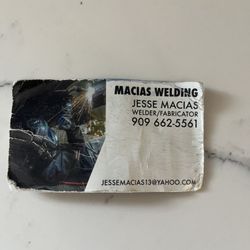 MACIAS WELDING
JESSE MACIAS
WELDER/FABRICATOR
909 662-5561
JESSEMACIAS13@YAHOO.COM